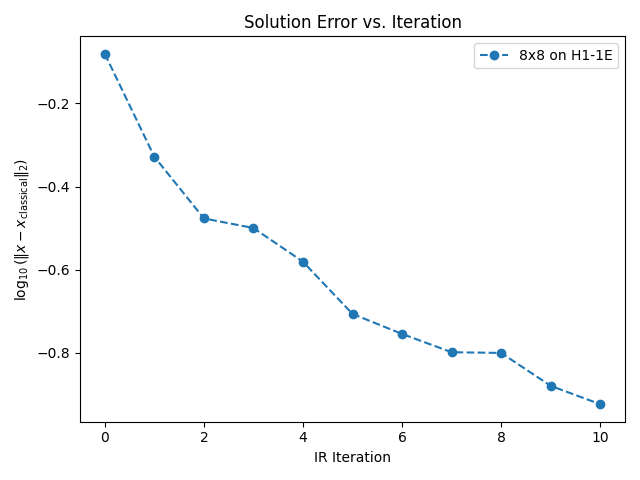 Solution Error vs. Iteration
8x8 on H1-1E
log₁₀(‖x − x_classical‖₂)
−0.2
−0.4
−0.6
−0.8
0 2 4 6 8 10
IR Iteration